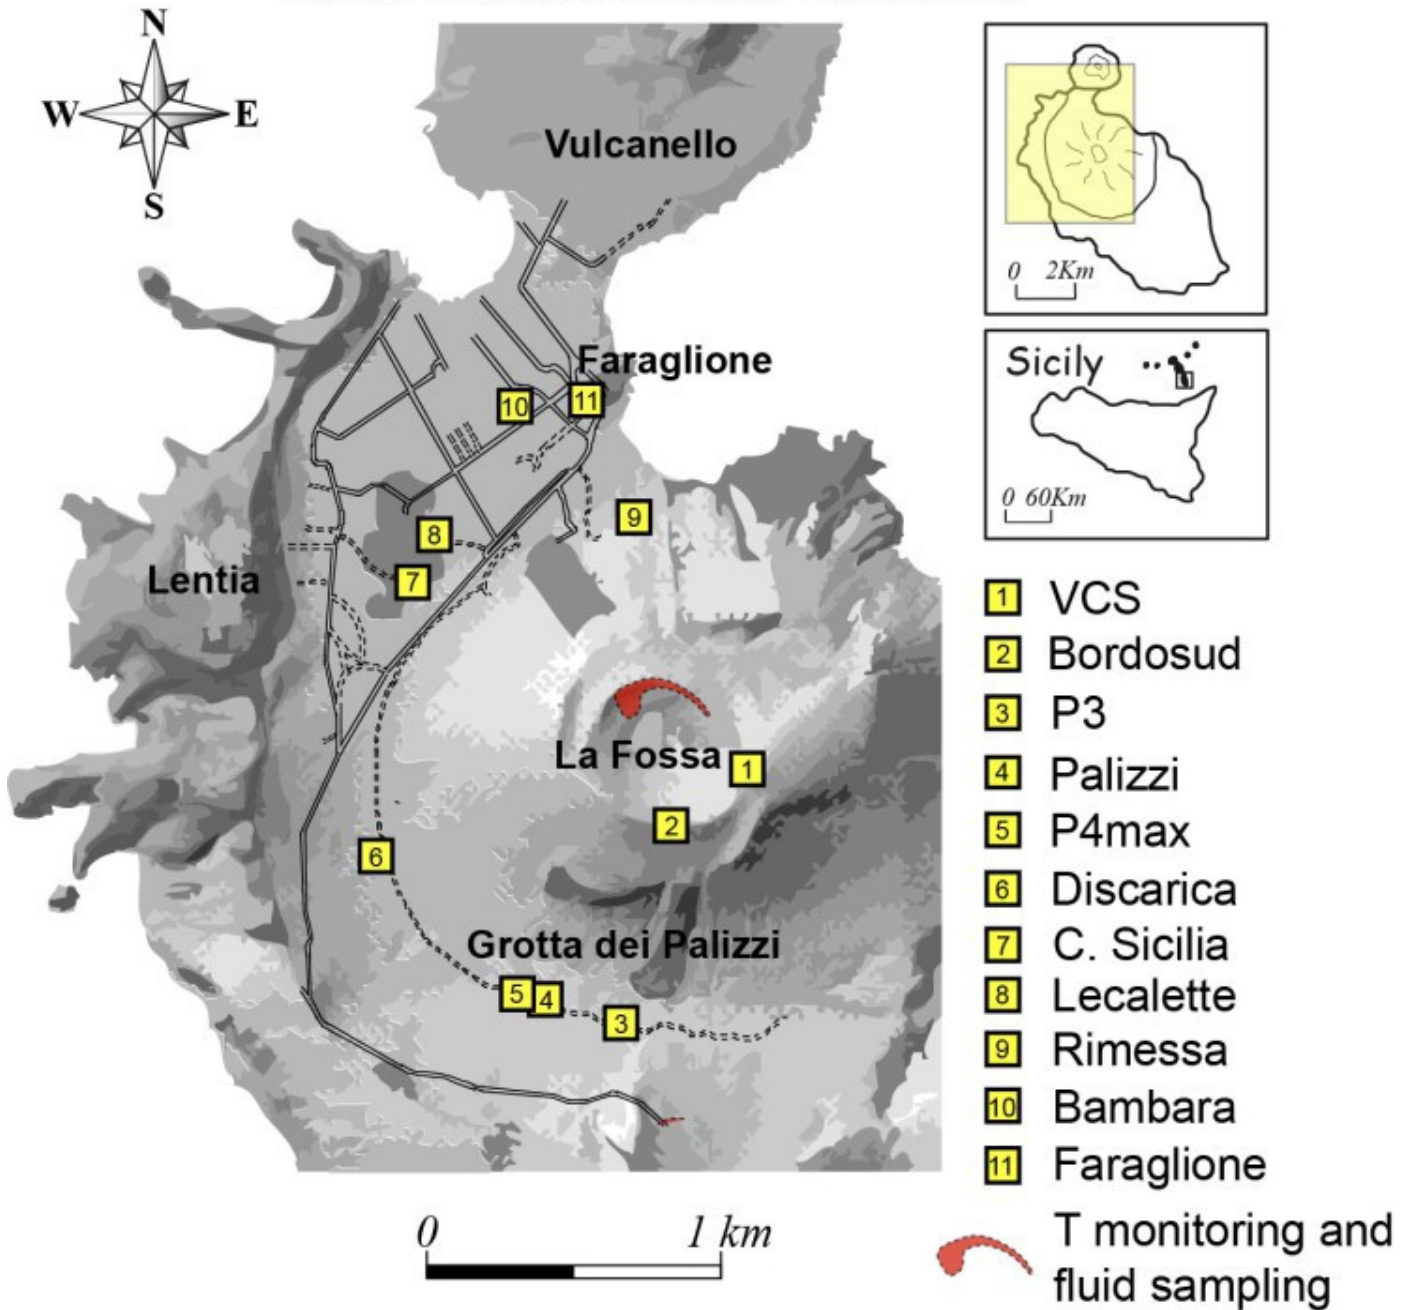 N
W E
S
Vulcanello
Faraglione
10
11
9
8
7
Lentia
La Fossa
1
2
6
Grotta dei Palizzi
5
4
3
0 1 km
0 2Km
Sicily
0 60Km
1 VCS
2 Bordosud
3 P3
4 Palizzi
5 P4max
6 Discarica
7 C. Sicilia
8 Lecalette
9 Rimessa
10 Bambara
11 Faraglione
T monitoring and
fluid sampling